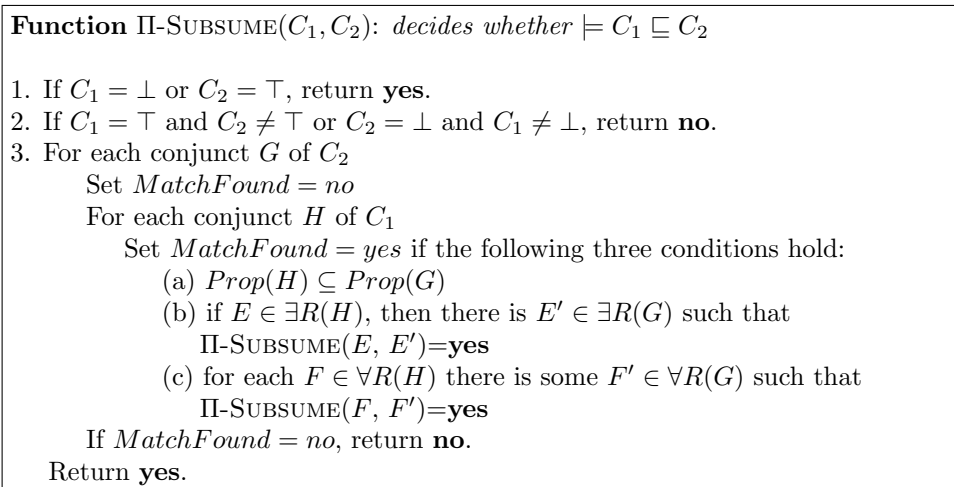 Function Π-SUBSUME(C₁, C₂): decides whether ⊨ C₁ ⊑ C₂
1. If C₁ = ⊥ or C₂ = ⊤, return yes.
2. If C₁ = ⊤ and C₂ ≠ ⊤ or C₂ = ⊥ and C₁ ≠ ⊥, return no.
3. For each conjunct G of C₂
Set MatchFound = no
For each conjunct H of C₁
Set MatchFound = yes if the following three conditions hold:
(a) Prop(H) ⊆ Prop(G)
(b) if E ∈ ∃R(H), then there is E′ ∈ ∃R(G) such that
Π-SUBSUME(E, E′)=yes
(c) for each F ∈ ∀R(H) there is some F′ ∈ ∀R(G) such that
Π-SUBSUME(F, F′)=yes
If MatchFound = no, return no.
Return yes.